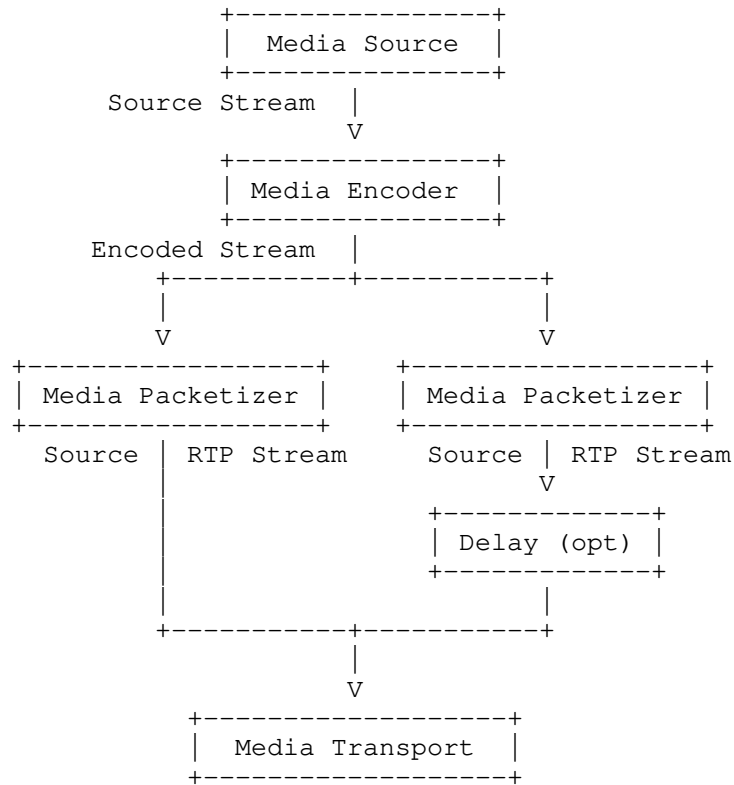 Media Source
Source Stream
V
Media Encoder
Encoded Stream
V V
Media Packetizer Media Packetizer
Source RTP Stream Source RTP Stream
V
Delay (opt)
V
Media Transport